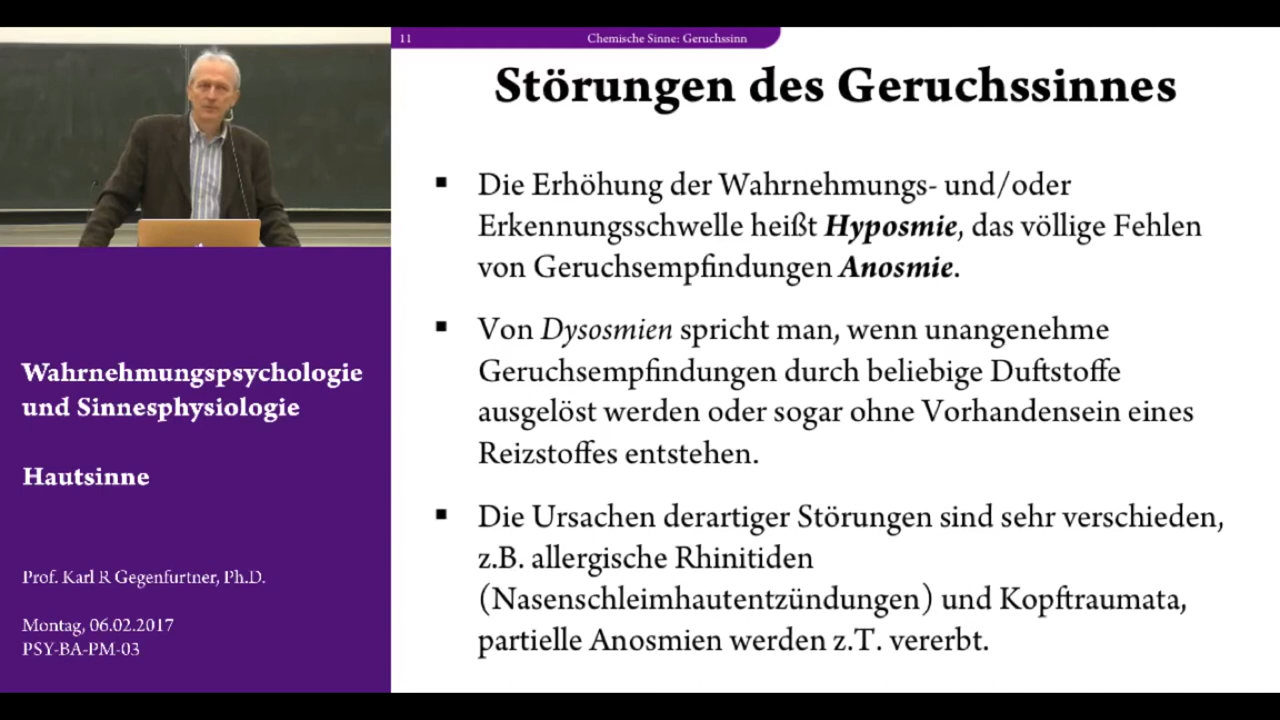 11
Chemische Sinne: Geruchssinn
Störungen des Geruchssinnes
▪ Die Erhöhung der Wahrnehmungs- und/oder
Erkennungsschwelle heißt Hyposmie, das völlige Fehlen
von Geruchsempfindungen Anosmie.
▪ Von Dysosmien spricht man, wenn unangenehme
Geruchsempfindungen durch beliebige Duftstoffe
ausgelöst werden oder sogar ohne Vorhandensein eines
Reizstoffes entstehen.
▪ Die Ursachen derartiger Störungen sind sehr verschieden,
z.B. allergische Rhinitiden
(Nasenschleimhautentzündungen) und Kopftraumata,
partielle Anosmien werden z.T. vererbt.
Wahrnehmungspsychologie
und Sinnesphysiologie
Hautsinne
Prof. Karl R Gegenfurtner, Ph.D.
Montag, 06.02.2017
PSY-BA-PM-03